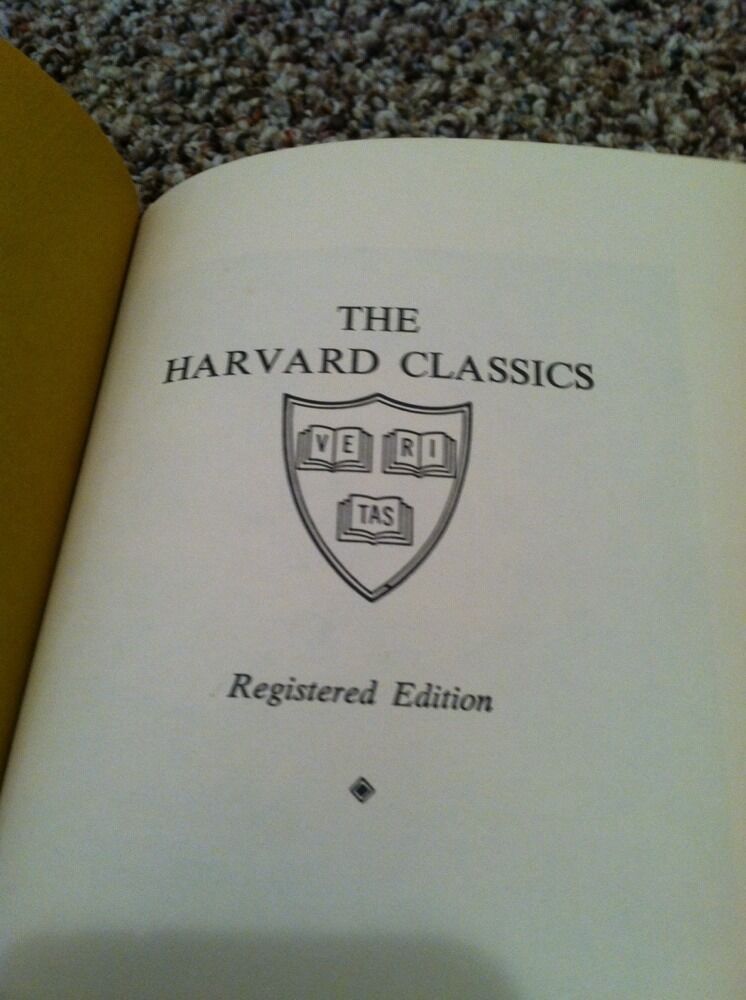 THE
HARVARD CLASSICS
VE RI
TAS
Registered Edition